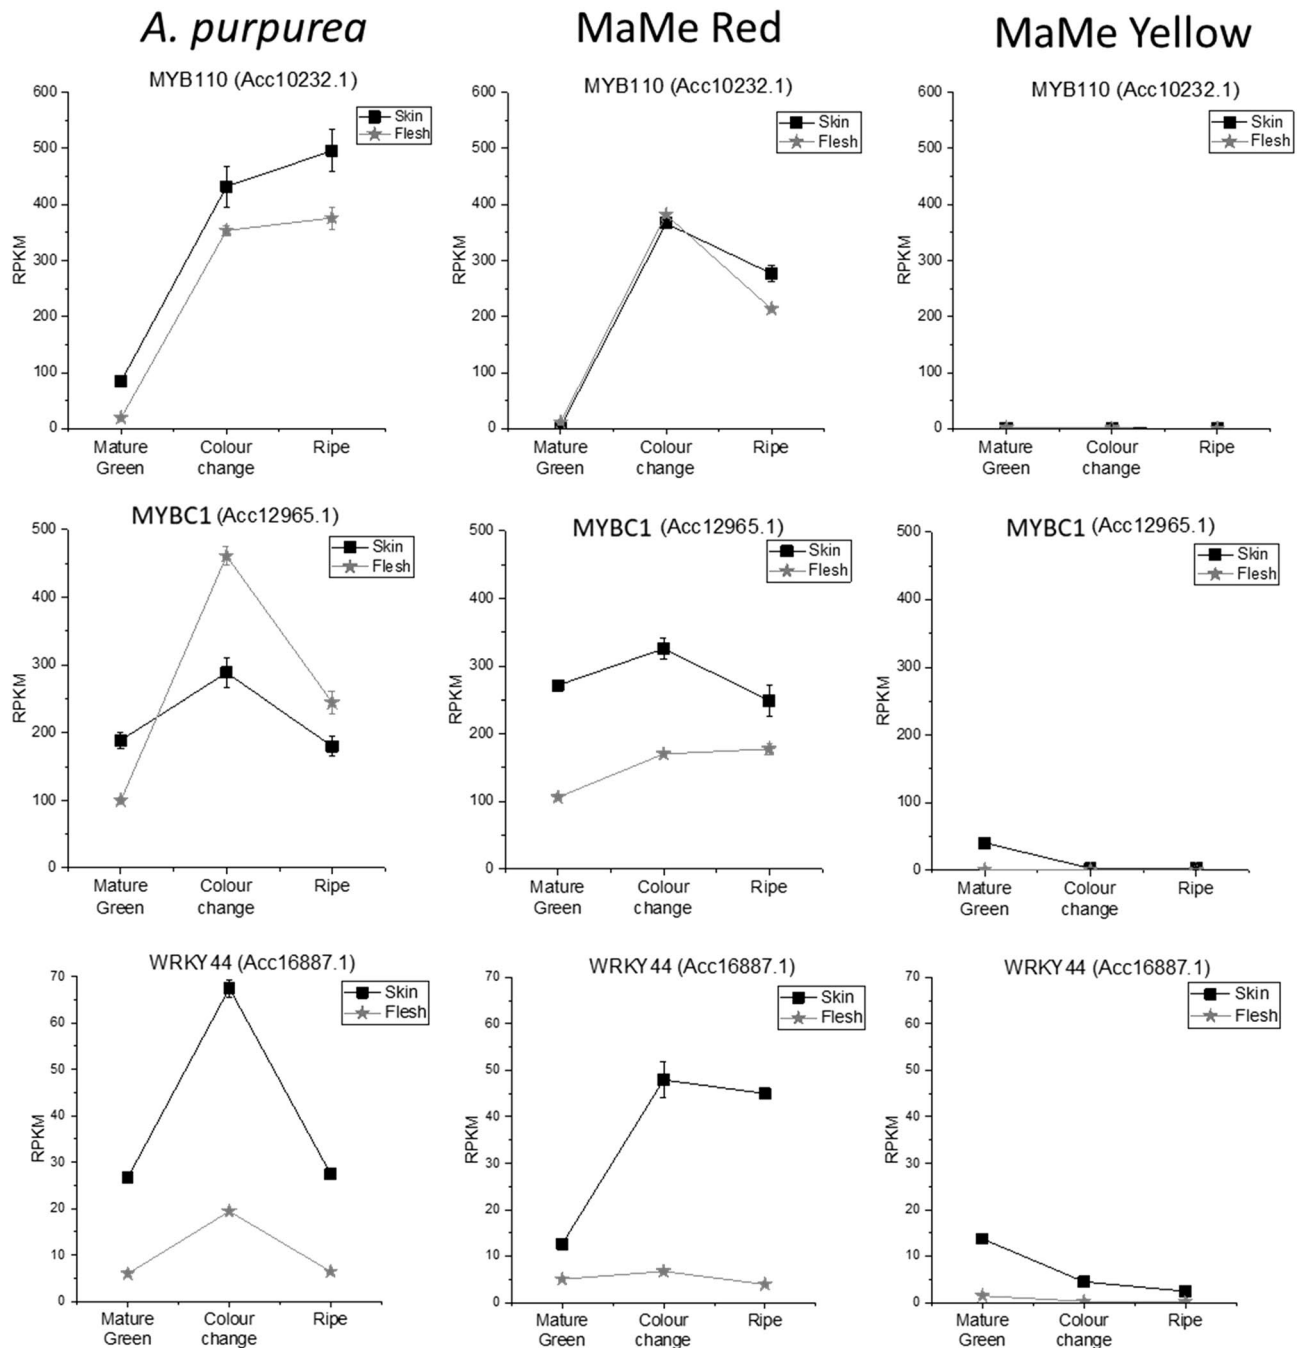 A. purpurea
MaMe Red
MaMe Yellow
MYB110 (Acc10232.1)
600
500
400
300
200
100
0
RPKM
Skin
Flesh
Mature
Green
Colour
change
Ripe
MYB110 (Acc10232.1)
600
500
400
300
200
100
0
RPKM
Skin
Flesh
Mature
Green
Colour
change
Ripe
MYB110 (Acc10232.1)
600
500
400
300
200
100
0
RPKM
Skin
Flesh
Mature
Green
Colour
change
Ripe
MYBC1 (Acc12965.1)
500
400
300
200
100
0
RPKM
Skin
Flesh
Mature
Green
Colour
change
Ripe
MYBC1 (Acc12965.1)
500
400
300
200
100
0
RPKM
Skin
Flesh
Mature
Green
Colour
change
Ripe
MYBC1 (Acc12965.1)
500
400
300
200
100
0
RPKM
Skin
Flesh
Mature
Green
Colour
change
Ripe
WRKY44 (Acc16887.1)
70
60
50
40
30
20
10
0
RPKM
Skin
Flesh
Mature
Green
Colour
change
Ripe
WRKY44 (Acc16887.1)
70
60
50
40
30
20
10
0
RPKM
Skin
Flesh
Mature
Green
Colour
change
Ripe
WRKY44 (Acc16887.1)
70
60
50
40
30
20
10
0
RPKM
Skin
Flesh
Mature
Green
Colour
change
Ripe